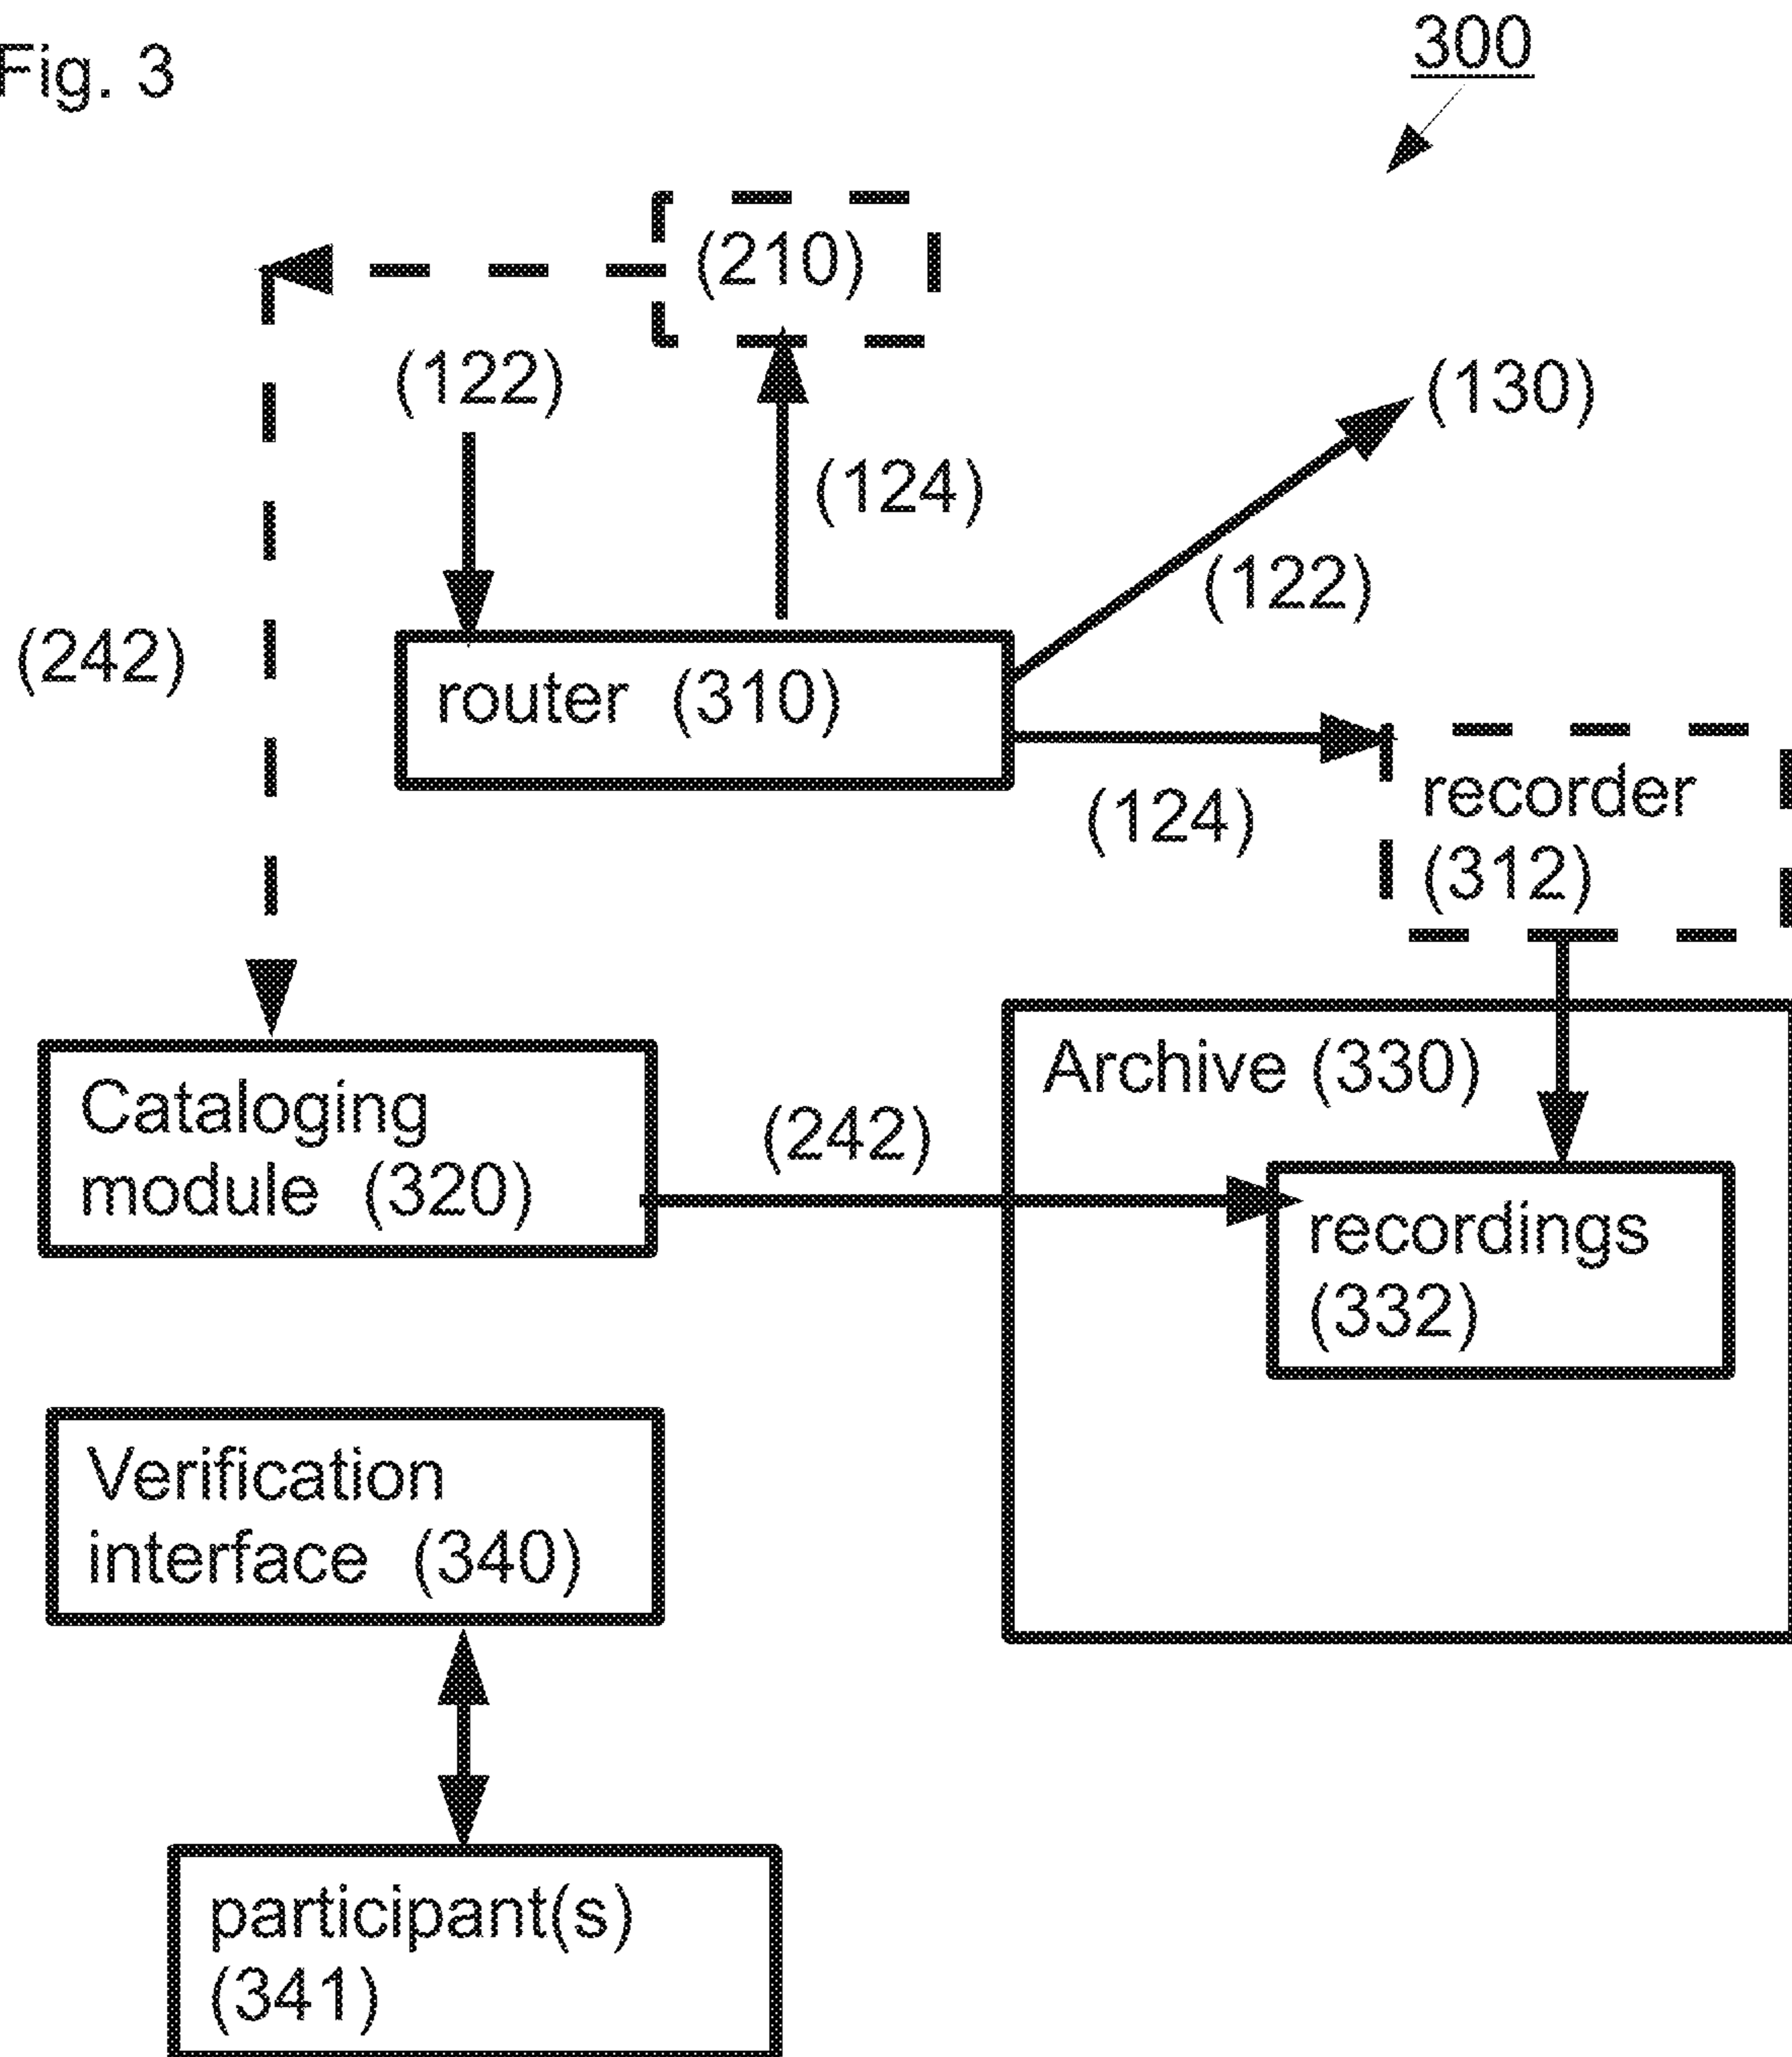 Fig. 3
300
(210)
(122)
(130)
(124)
(122)
(242)
router (310)
(124)
recorder
(312)
Archive (330)
Cataloging
module (320)
(242)
recordings
(332)
Verification
interface (340)
participant(s)
(341)